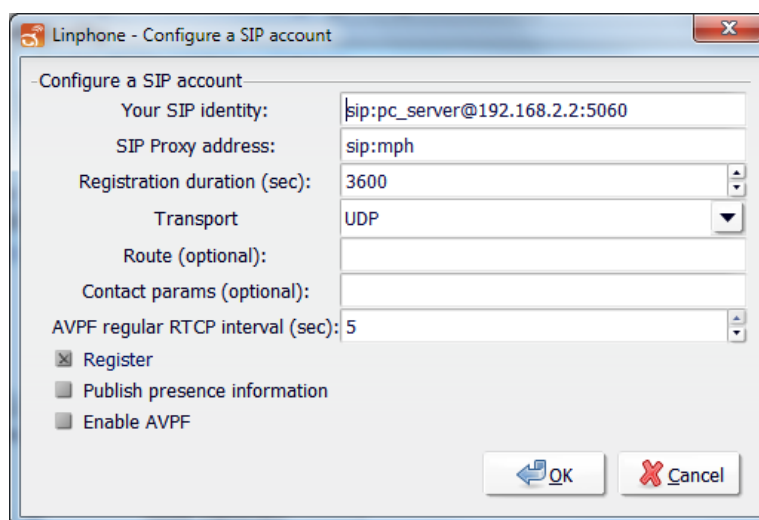 Linphone - Configure a SIP account
Configure a SIP account
Your SIP identity: sip:pc_server@192.168.2.2:5060
SIP Proxy address: sip:mph
Registration duration (sec): 3600
Transport UDP
Route (optional):
Contact params (optional):
AVPF regular RTCP interval (sec): 5
Register
Publish presence information
Enable AVPF
OK Cancel